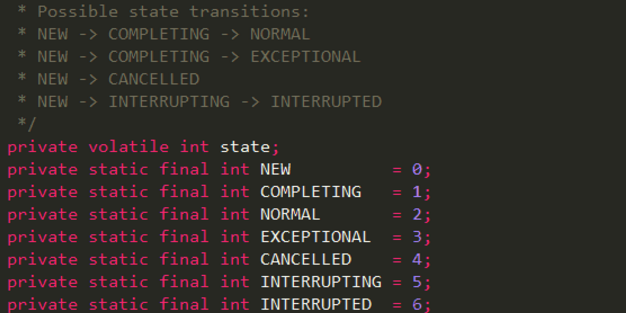 * Possible state transitions:
* NEW -> COMPLETING -> NORMAL
* NEW -> COMPLETING -> EXCEPTIONAL
* NEW -> CANCELLED
* NEW -> INTERRUPTING -> INTERRUPTED
*/
private volatile int state;
private static final int NEW          = 0;
private static final int COMPLETING   = 1;
private static final int NORMAL       = 2;
private static final int EXCEPTIONAL  = 3;
private static final int CANCELLED    = 4;
private static final int INTERRUPTING = 5;
private static final int INTERRUPTED  = 6;